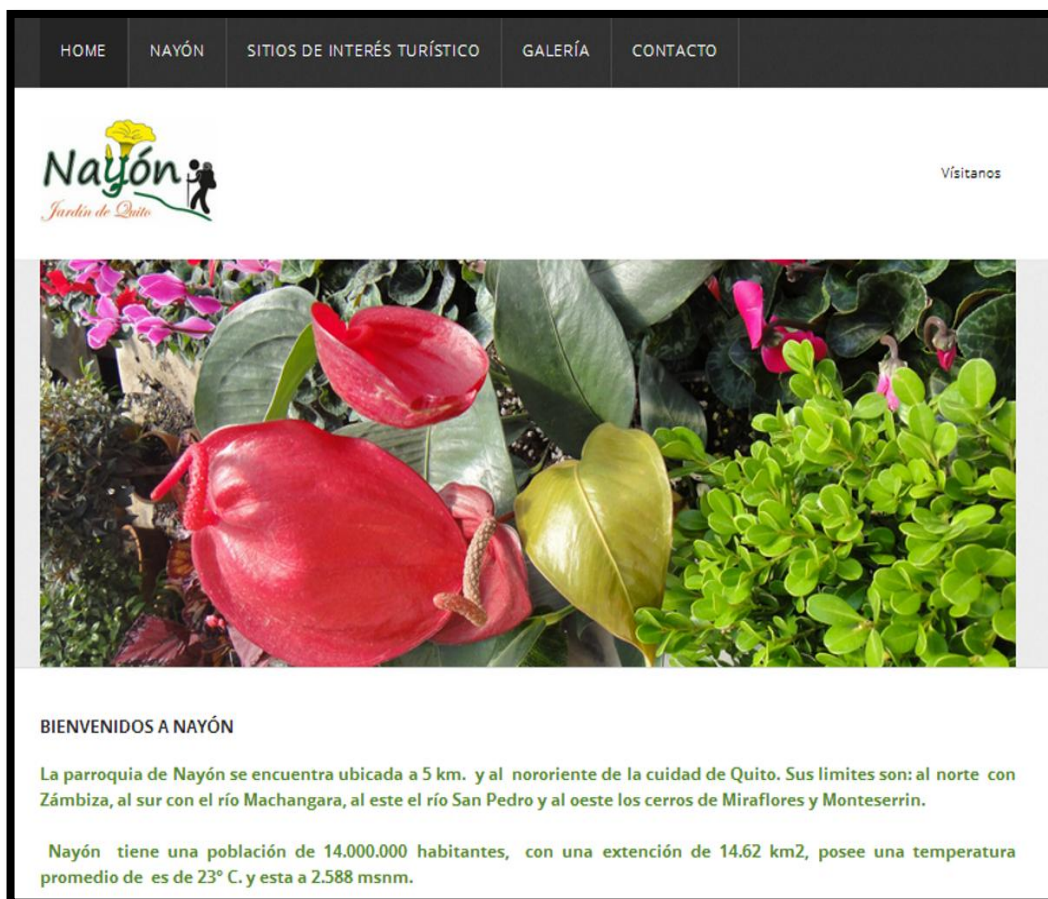 HOME NAYÓN SITIOS DE INTERÉS TURÍSTICO GALERÍA CONTACTO
Nayón
Jardín de Quito
Vísitanos
BIENVENIDOS A NAYÓN
La parroquia de Nayón se encuentra ubicada a 5 km. y al nororiente de la cuidad de Quito. Sus limites son: al norte con
Zámbiza, al sur con el río Machangara, al este el río San Pedro y al oeste los cerros de Miraflores y Monteserrin.
Nayón tiene una población de 14.000.000 habitantes, con una extención de 14.62 km2, posee una temperatura
promedio de es de 23º C. y esta a 2.588 msnm.